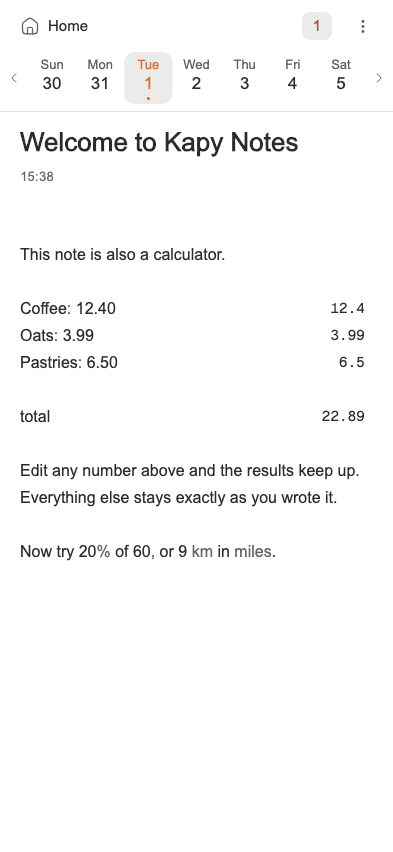 Home 1
Sun Mon Tue Wed Thu Fri Sat
30 31 1 2 3 4 5
Welcome to Kapy Notes
15:38
This note is also a calculator.
Coffee: 12.40 12.4
Oats: 3.99 3.99
Pastries: 6.50 6.5
total 22.89
Edit any number above and the results keep up.
Everything else stays exactly as you wrote it.
Now try 20% of 60, or 9 km in miles.